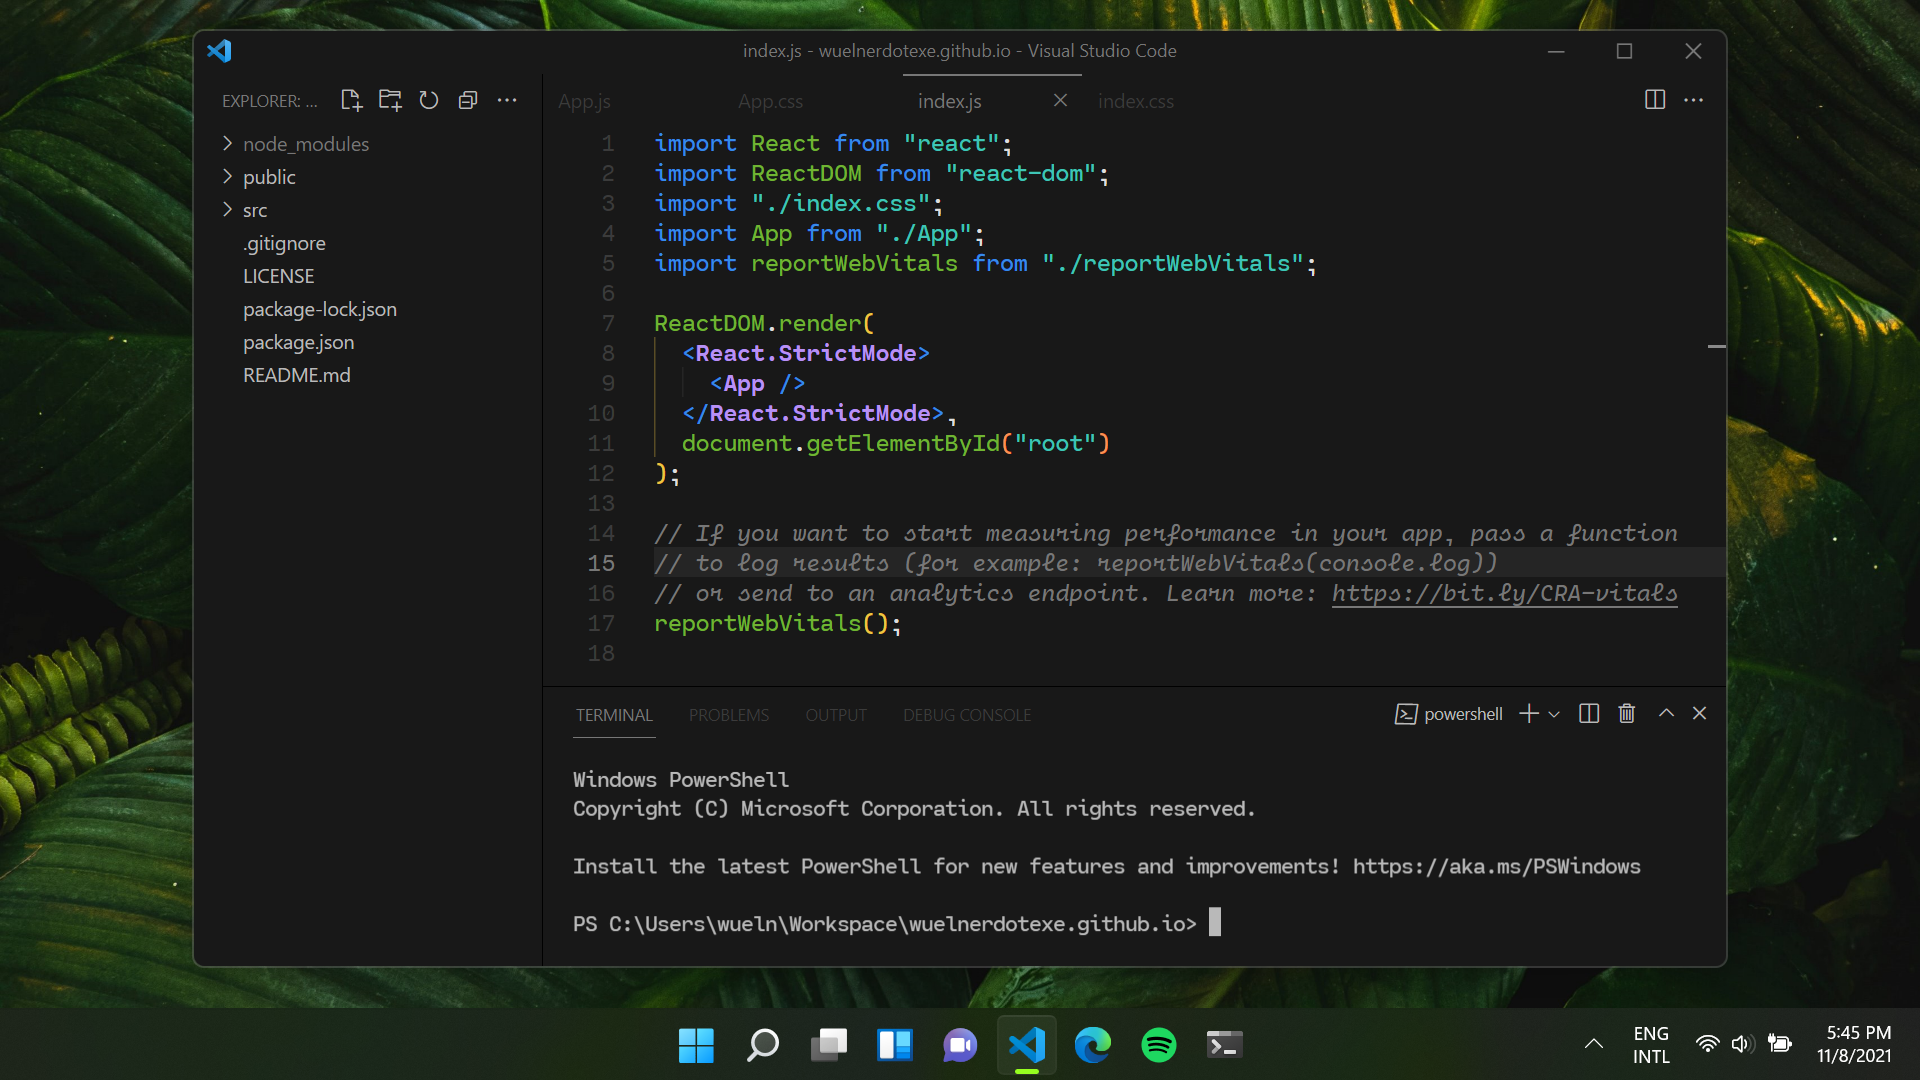 index.js - wuelnerdotexe.github.io - Visual Studio Code
EXPLORER: ...
App.js
App.css
index.js
index.css
node_modules
public
src
.gitignore
LICENSE
package-lock.json
package.json
README.md
1 import React from "react";
2 import ReactDOM from "react-dom";
3 import "./index.css";
4 import App from "./App";
5 import reportWebVitals from "./reportWebVitals";
6
7 ReactDOM.render(
8 <React.StrictMode>
9 <App />
10 </React.StrictMode>,
11 document.getElementById("root")
12 );
13
14 // If you want to start measuring performance in your app, pass a function
15 // to log results (for example: reportWebVitals(console.log))
16 // or send to an analytics endpoint. Learn more: https://bit.ly/CRA-vitals
17 reportWebVitals();
18
TERMINAL
PROBLEMS
OUTPUT
DEBUG CONSOLE
powershell
Windows PowerShell
Copyright (C) Microsoft Corporation. All rights reserved.
Install the latest PowerShell for new features and improvements! https://aka.ms/PSWindows
PS C:\Users\wueln\Workspace\wuelnerdotexe.github.io>
ENG
INTL
5:45 PM
11/8/2021